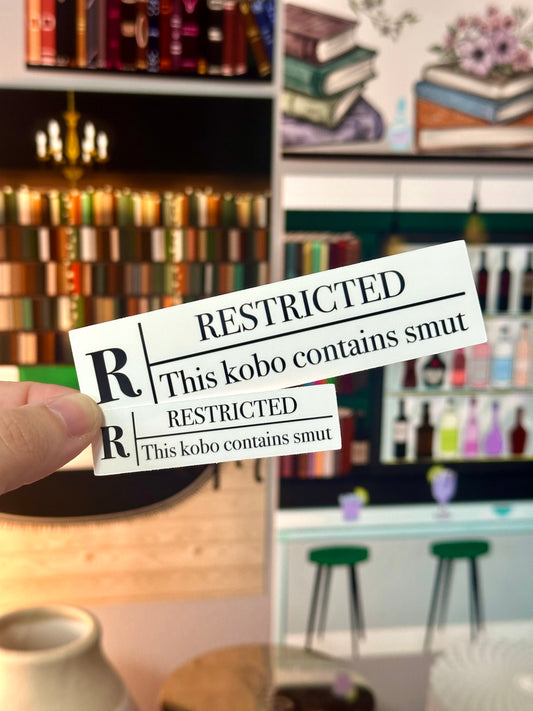 R RESTRICTED
This kobo contains smut
R RESTRICTED
This kobo contains smut